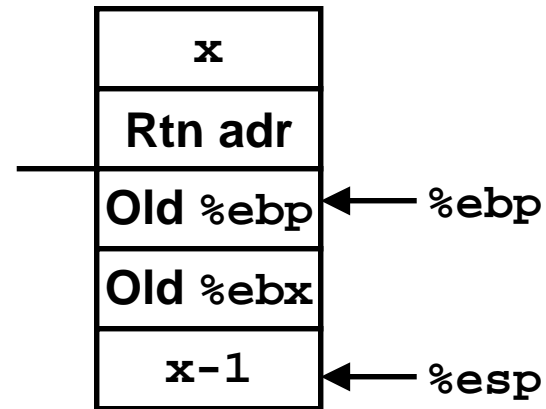 x
Rtn adr
Old %ebp
%ebp
Old %ebx
x-1
%esp